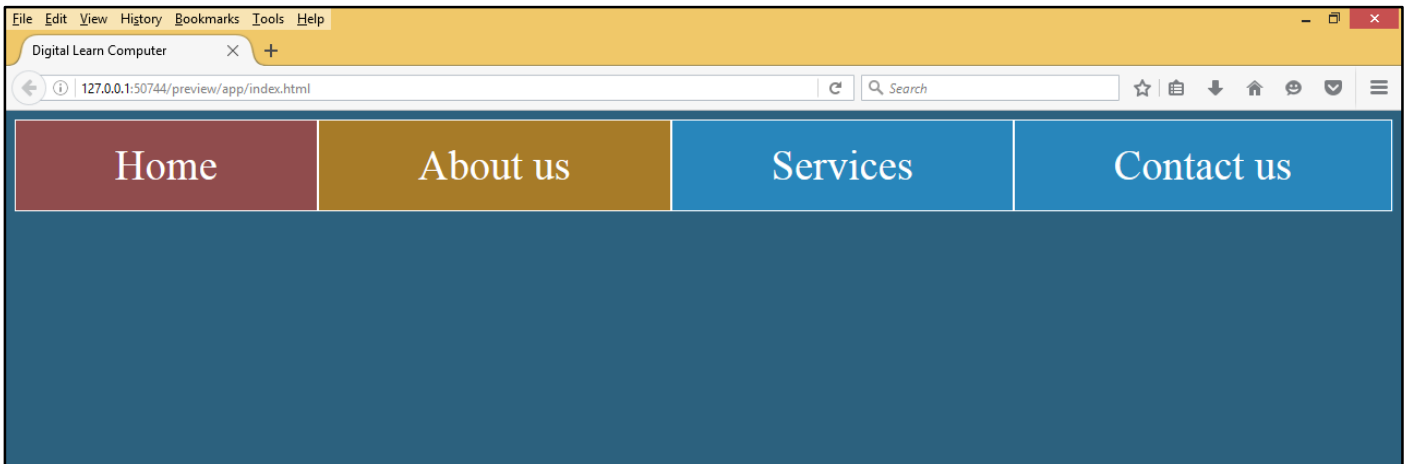 File Edit View History Bookmarks Tools Help
Digital Learn Computer
127.0.0.1:50744/preview/app/index.html Search
Home About us Services Contact us